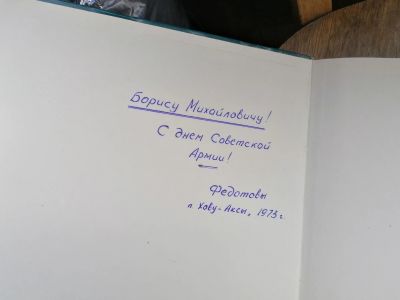 Борису Михайловичу!
С днем Советской
Армии!
Федотовы
п. Хову-Аксы, 1973 г.